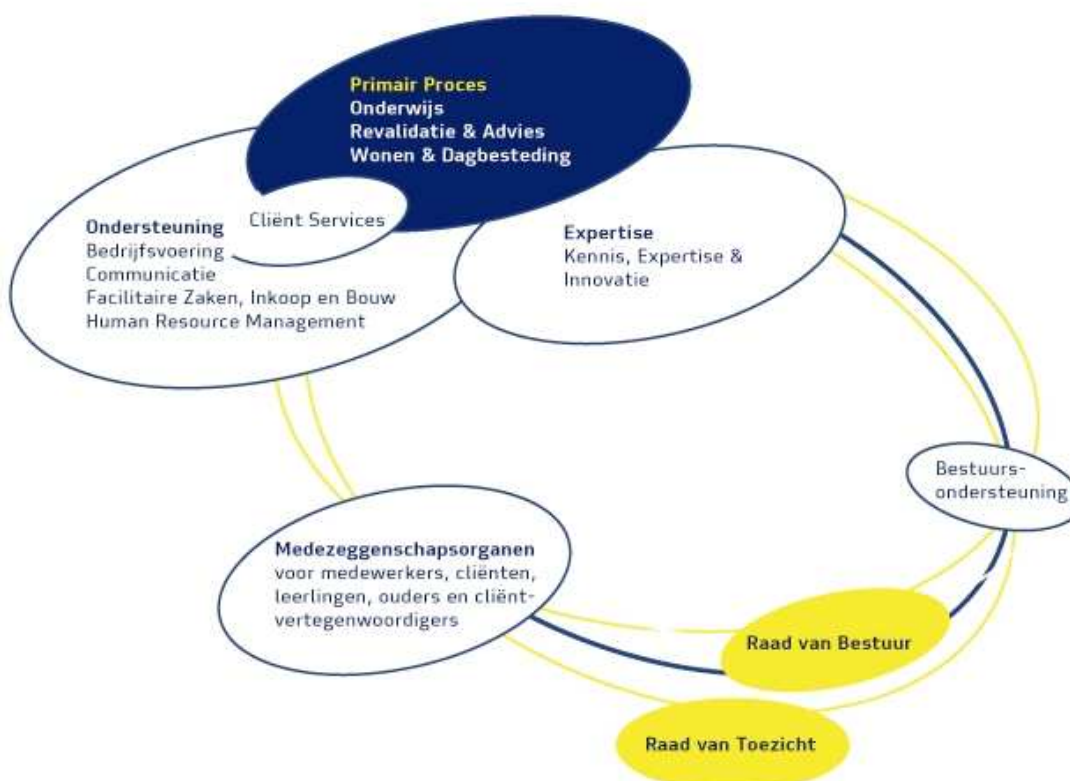 Primair Proces
Onderwijs
Revalidatie & Advies
Wonen & Dagbesteding
Cliënt Services
Ondersteuning
Bedrijfsvoering
Communicatie
Facilitaire Zaken, Inkoop en Bouw
Human Resource Management
Expertise
Kennis, Expertise &
Innovatie
Bestuurs-
ondersteuning
Medezeggenschapsorganen
voor medewerkers, cliënten,
leerlingen, ouders en cliënt-
vertegenwoordigers
Raad van Bestuur
Raad van Toezicht